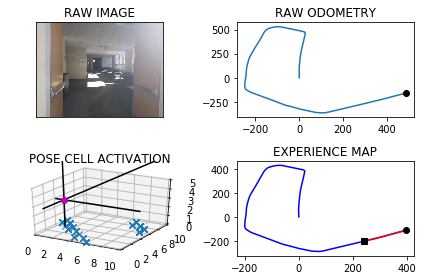 RAW IMAGE
RAW ODOMETRY
500
250
0
−250
−200 0 200 400
POSE CELL ACTIVATION
5
4
3
2
1
0
0 2 4 6 8 10
0 2 4 6 8 10
EXPERIENCE MAP
400
200
0
−200
−200 0 200 400